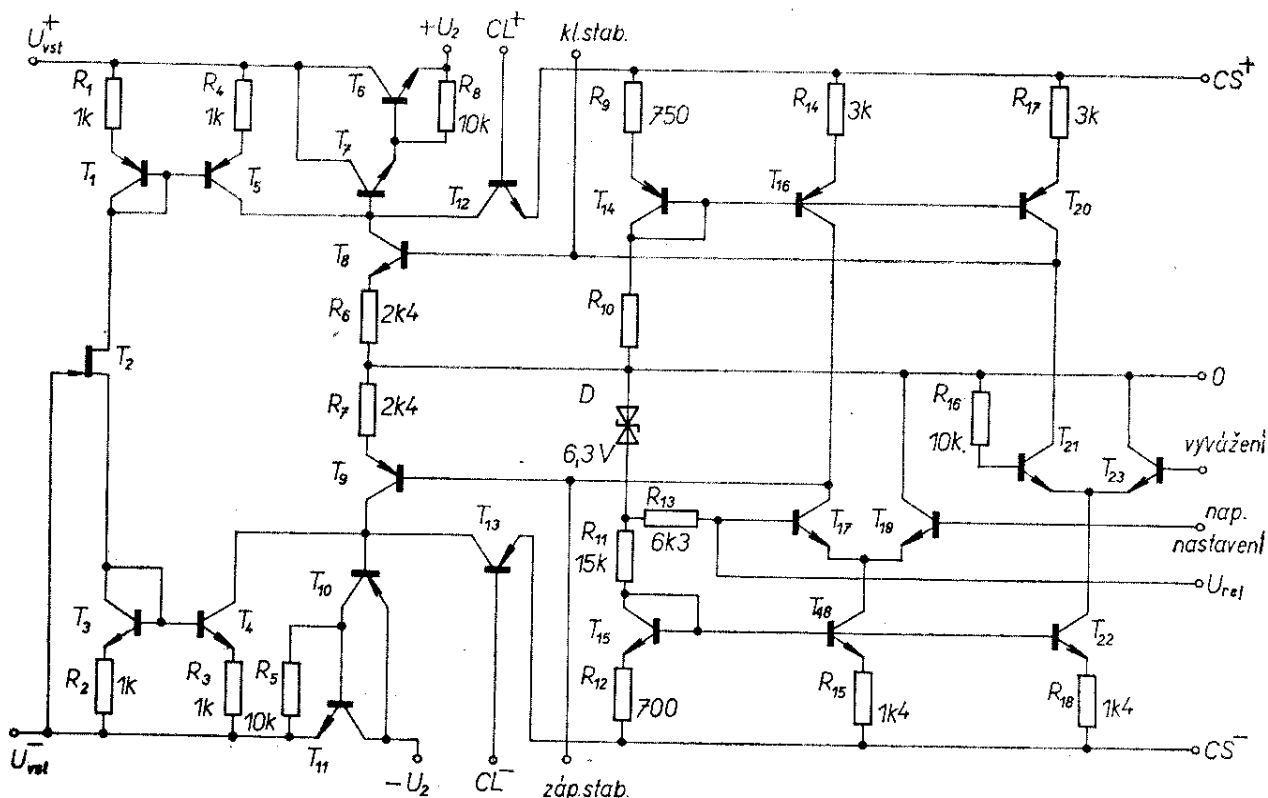 U⁺vst
+U₂
CL⁺
kl.stab.
R₁
1k
R₄
1k
T₆
R₈
10k
R₉
750
R₁₄
3k
R₁₇
3k
CS⁺
T₁
T₅
T₇
T₁₂
T₁₄
T₁₆
T₂₀
T₈
R₆
2k4
R₁₀
T₂
0
R₇
2k4
D
6,3V
R₁₆
10k
T₂₁
T₂₃
vyvážení
T₉
T₁₃
R₁₃
6k3
T₁₇
T₁₉
nap.
nastavení
R₁₁
15k
Uref
T₁₀
T₃
T₄
T₁₅
T₁₈
T₂₂
R₂
1k
R₃
1k
R₅
10k
R₁₂
700
R₁₅
1k4
R₁₈
1k4
U⁻vst
T₁₁
−U₂
CL⁻
záp.stab.
CS⁻